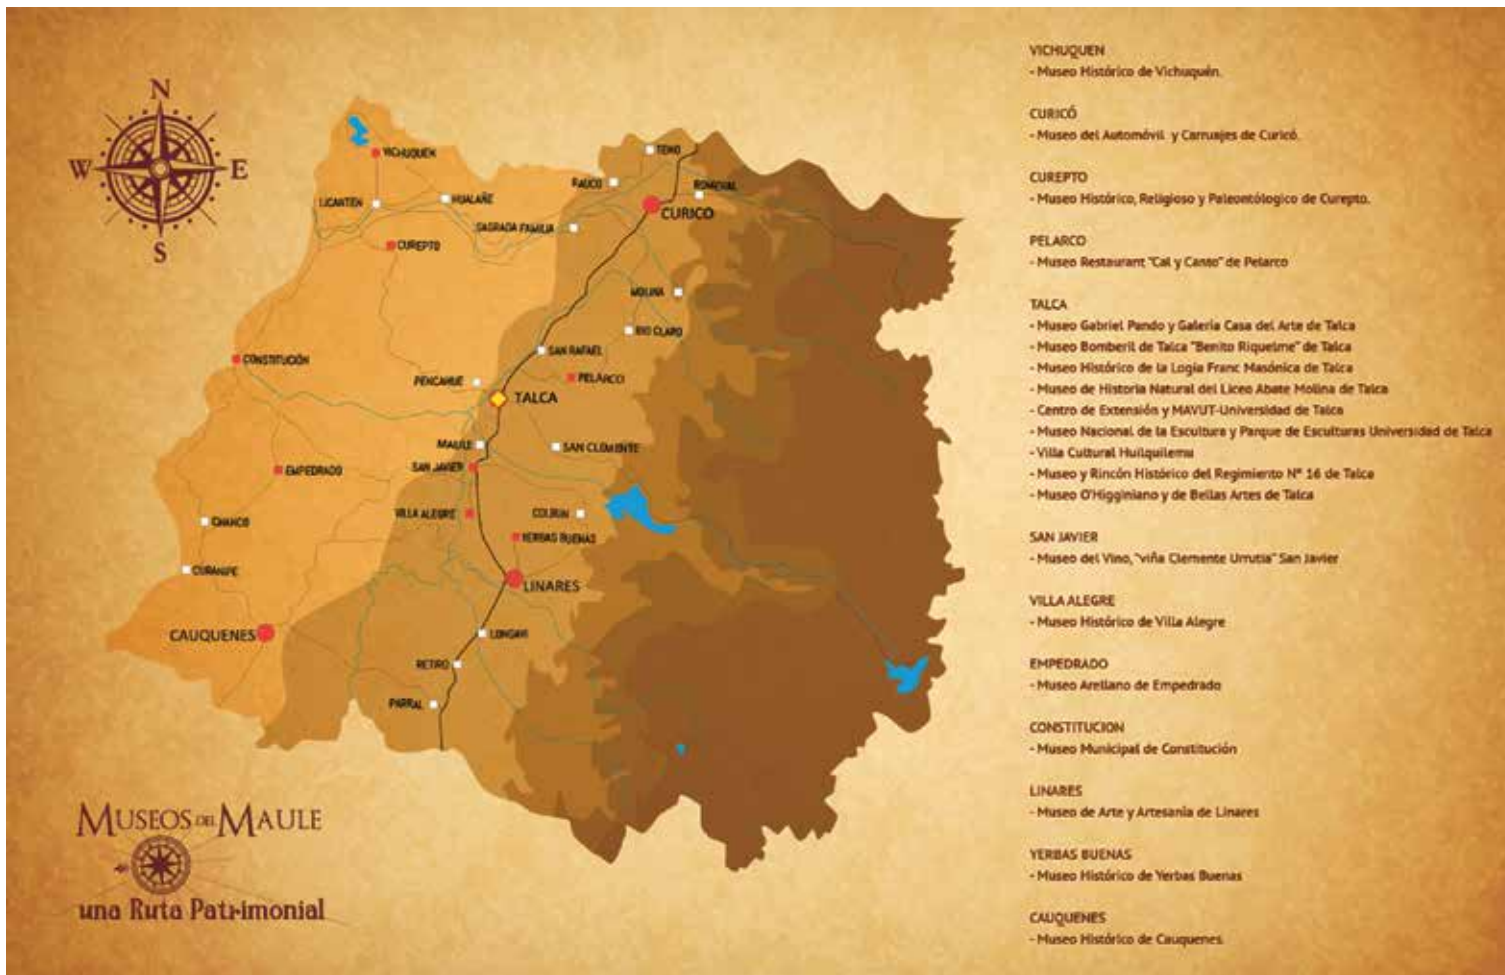 N
W
E
S
VICHUQUEN
LICANTEN
HUALAÑE
CUREPTO
SAGRADA FAMILIA
RAUCO
TENO
ROMERAL
CURICO
MOLINA
RIO CLARO
SAN RAFAEL
CONSTITUCIÓN
PENCAHUE
PELARCO
TALCA
MAULE
SAN CLEMENTE
SAN JAVIER
EMPEDRADO
VILLA ALEGRE
COLBUN
CHANCO
YERBAS BUENAS
CURANIPE
LINARES
CAUQUENES
LONGAVI
RETIRO
PARRAL
MUSEOS DEL MAULE
una Ruta Patrimonial
VICHUQUEN
- Museo Histórico de Vichuquén.
CURICÓ
- Museo del Automóvil y Carruajes de Curicó.
CUREPTO
- Museo Histórico, Religioso y Paleontólogico de Curepto.
PELARCO
- Museo Restaurant "Cal y Canto" de Pelarco
TALCA
- Museo Gabriel Pando y Galería Casa del Arte de Talca
- Museo Bomberil de Talca "Benito Riquelme" de Talca
- Museo Histórico de la Logia Franc Masónica de Talca
- Museo de Historia Natural del Liceo Abate Molina de Talca
- Centro de Extensión y MAVUT-Universidad de Talca
- Museo Nacional de la Escultura y Parque de Esculturas Universidad de Talca
- Villa Cultural Huilquilemu
- Museo y Rincón Histórico del Regimiento Nº 16 de Talca
- Museo O'Higginiano y de Bellas Artes de Talca
SAN JAVIER
- Museo del Vino, "viña Clemente Urrutia" San Javier
VILLA ALEGRE
- Museo Histórico de Villa Alegre
EMPEDRADO
- Museo Arellano de Empedrado
CONSTITUCION
- Museo Municipal de Constitución
LINARES
- Museo de Arte y Artesanía de Linares
YERBAS BUENAS
- Museo Histórico de Yerbas Buenas
CAUQUENES
- Museo Histórico de Cauquenes.